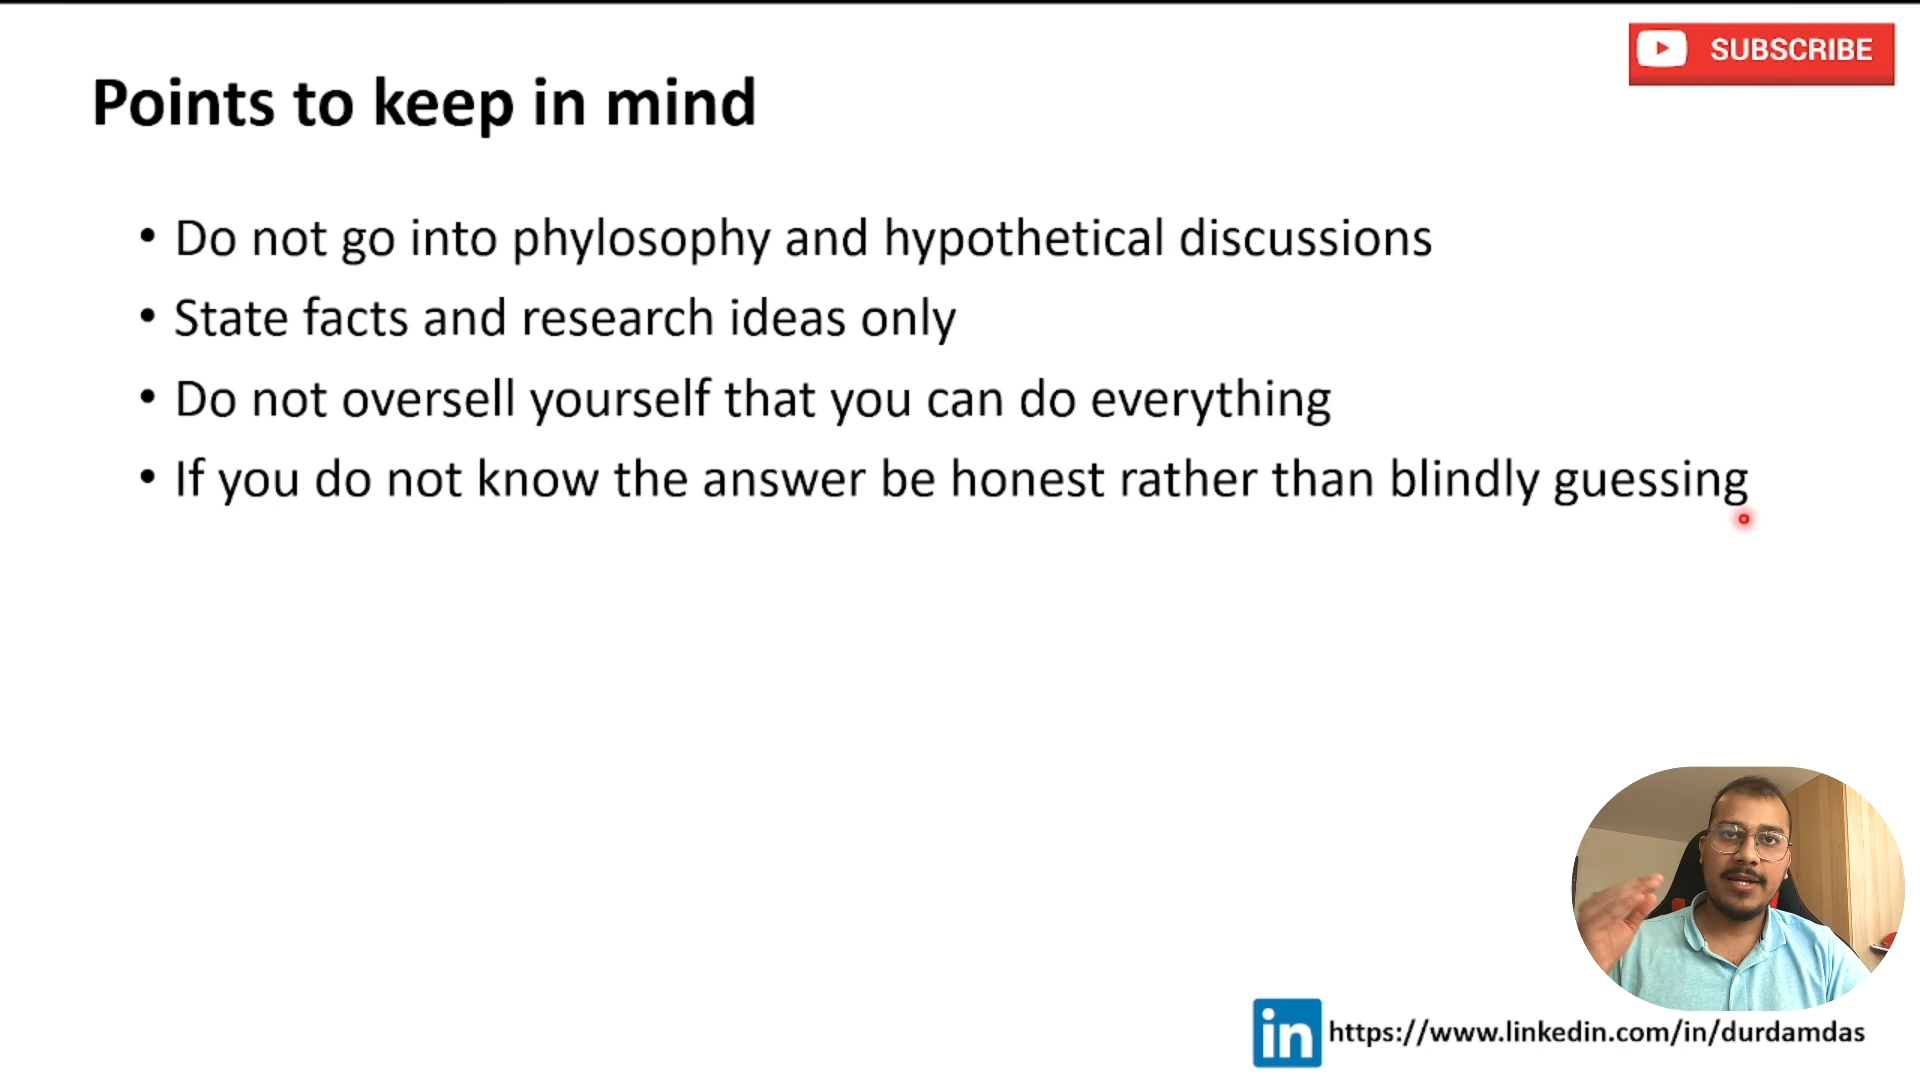 SUBSCRIBE
Points to keep in mind
• Do not go into phylosophy and hypothetical discussions
• State facts and research ideas only
• Do not oversell yourself that you can do everything
• If you do not know the answer be honest rather than blindly guessing
in https://www.linkedin.com/in/durdamdas